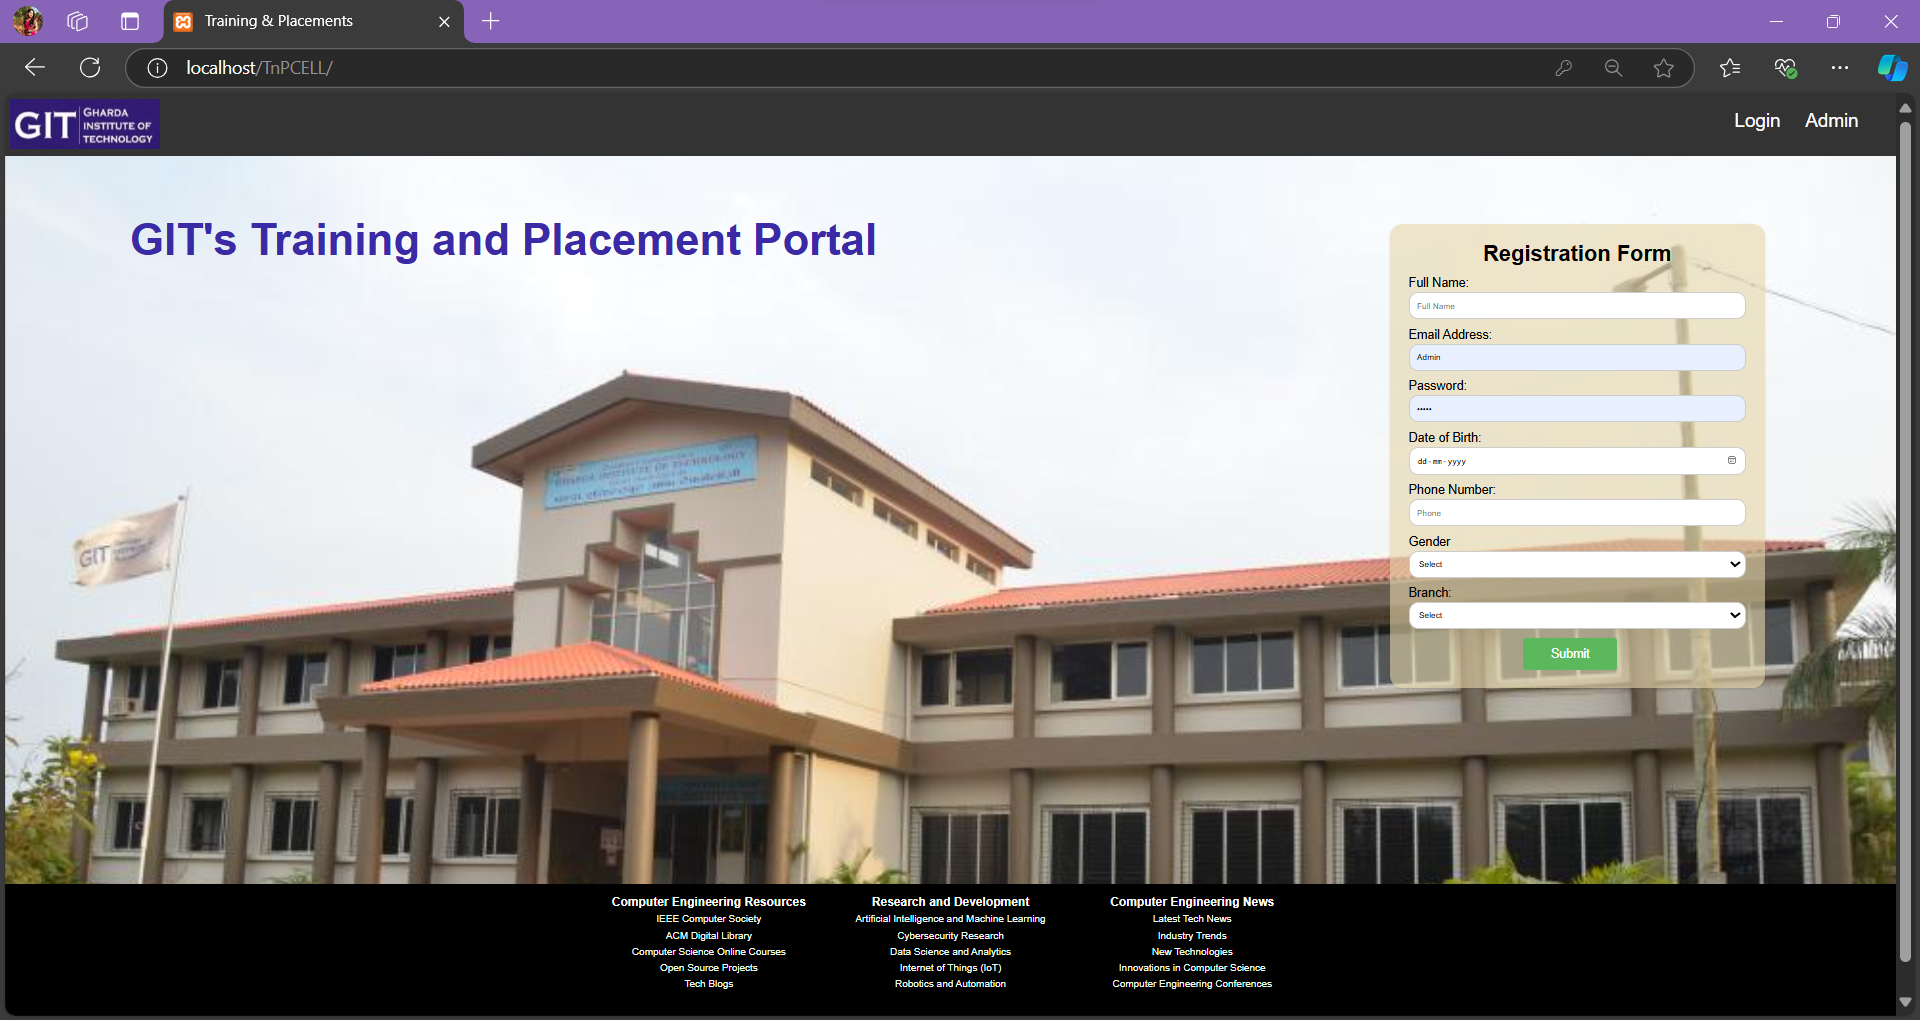 Training & Placements
localhost/TnPCELL/
GIT
GHARDA
INSTITUTE OF
TECHNOLOGY
Login
Admin
GIT's Training and Placement Portal
Registration Form
Full Name:
Full Name
Email Address:
Admin
Password:
•••••
Date of Birth:
dd-mm-yyyy
Phone Number:
Phone
Gender
Select
Branch:
Select
Submit
INSTITUTE OF TECHNOLOGY
GIT
Computer Engineering Resources
IEEE Computer Society
ACM Digital Library
Computer Science Online Courses
Open Source Projects
Tech Blogs
Research and Development
Artificial Intelligence and Machine Learning
Cybersecurity Research
Data Science and Analytics
Internet of Things (IoT)
Robotics and Automation
Computer Engineering News
Latest Tech News
Industry Trends
New Technologies
Innovations in Computer Science
Computer Engineering Conferences